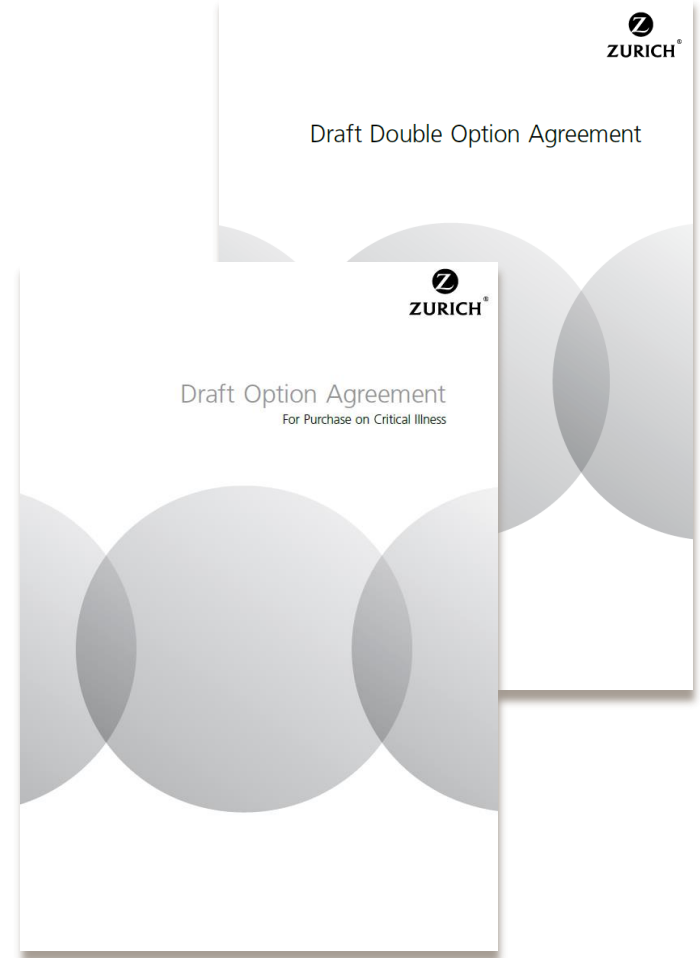 ZURICH®
Draft Double Option Agreement
ZURICH®
Draft Option Agreement
For Purchase on Critical Illness